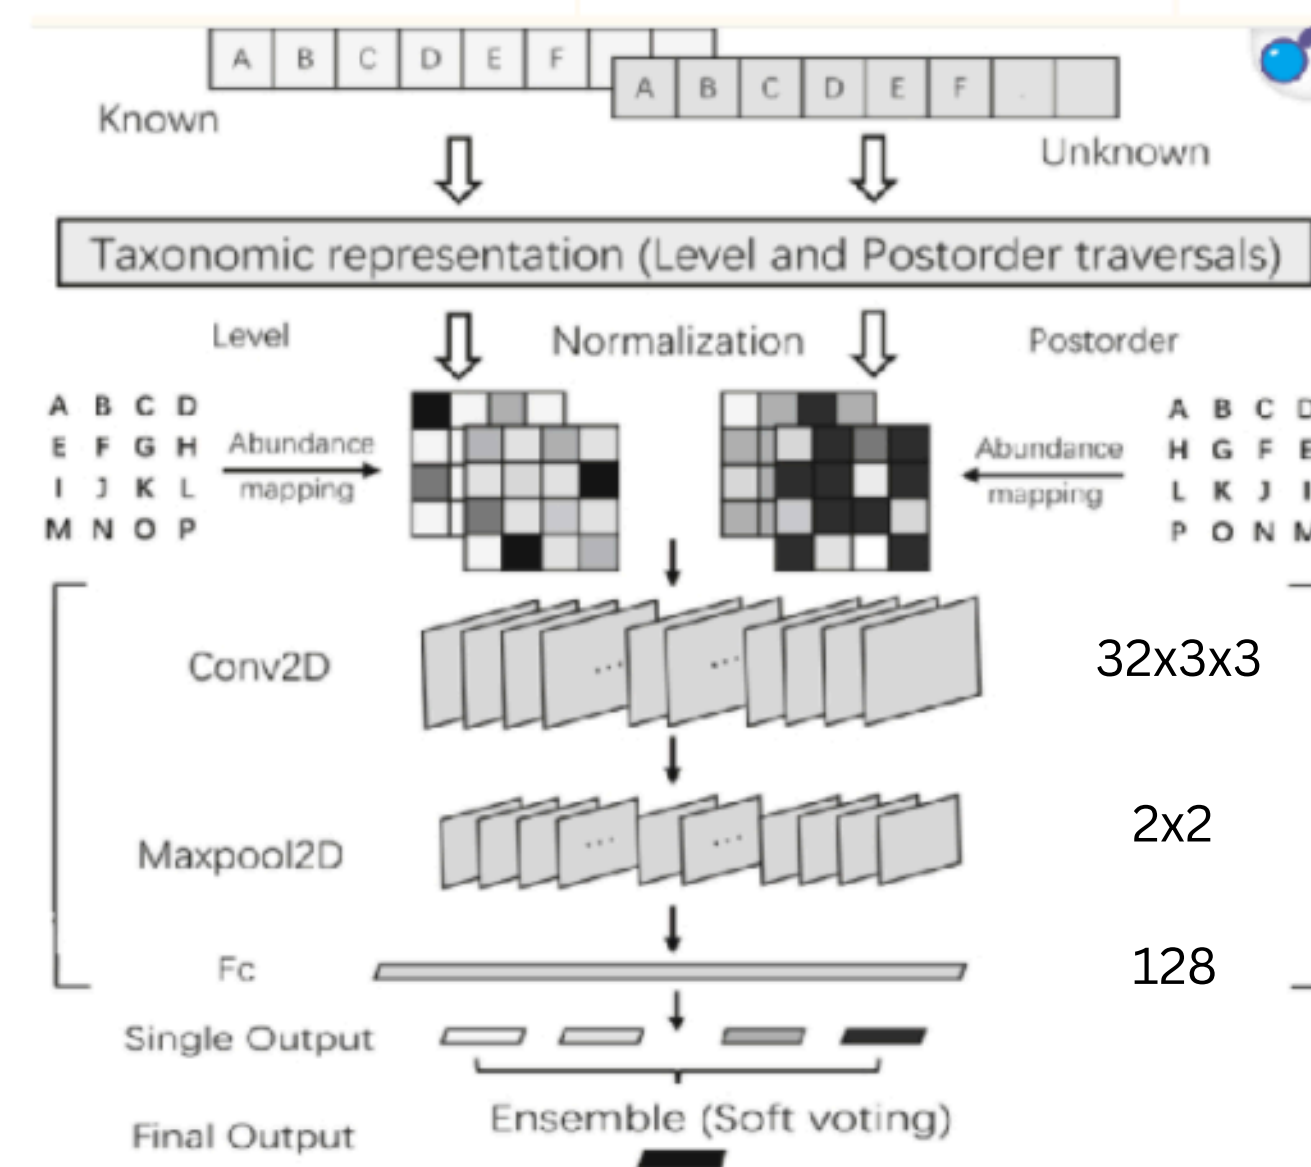 A B C D E F
A B C D E F .
Known
Unknown
Taxonomic representation (Level and Postorder traversals)
Level
Normalization
Postorder
A B C D
E F G H
I J K L
M N O P
Abundance
mapping
Abundance
mapping
A B C D
H G F E
L K J I
P O N M
Conv2D
...
...
32x3x3
Maxpool2D
...
...
2x2
Fc
128
Single Output
Ensemble (Soft voting)
Final Output